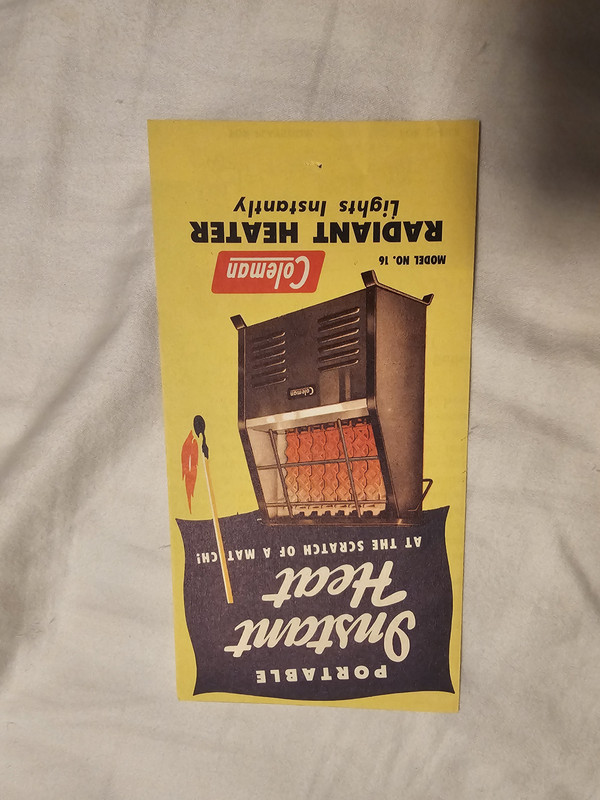 PORTABLE
Instant
Heat
AT THE SCRATCH OF A MATCH!
Coleman
MODEL NO. 16
Coleman
RADIANT HEATER
Lights Instantly